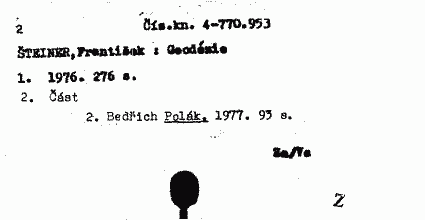 2 Čís.kn. 4-770.953
ŠTEINER,František : Geodézie
1. 1976. 276 s.
2. Část
2. Bedřich Polák, 1977. 93 s.
Za/Va
Z